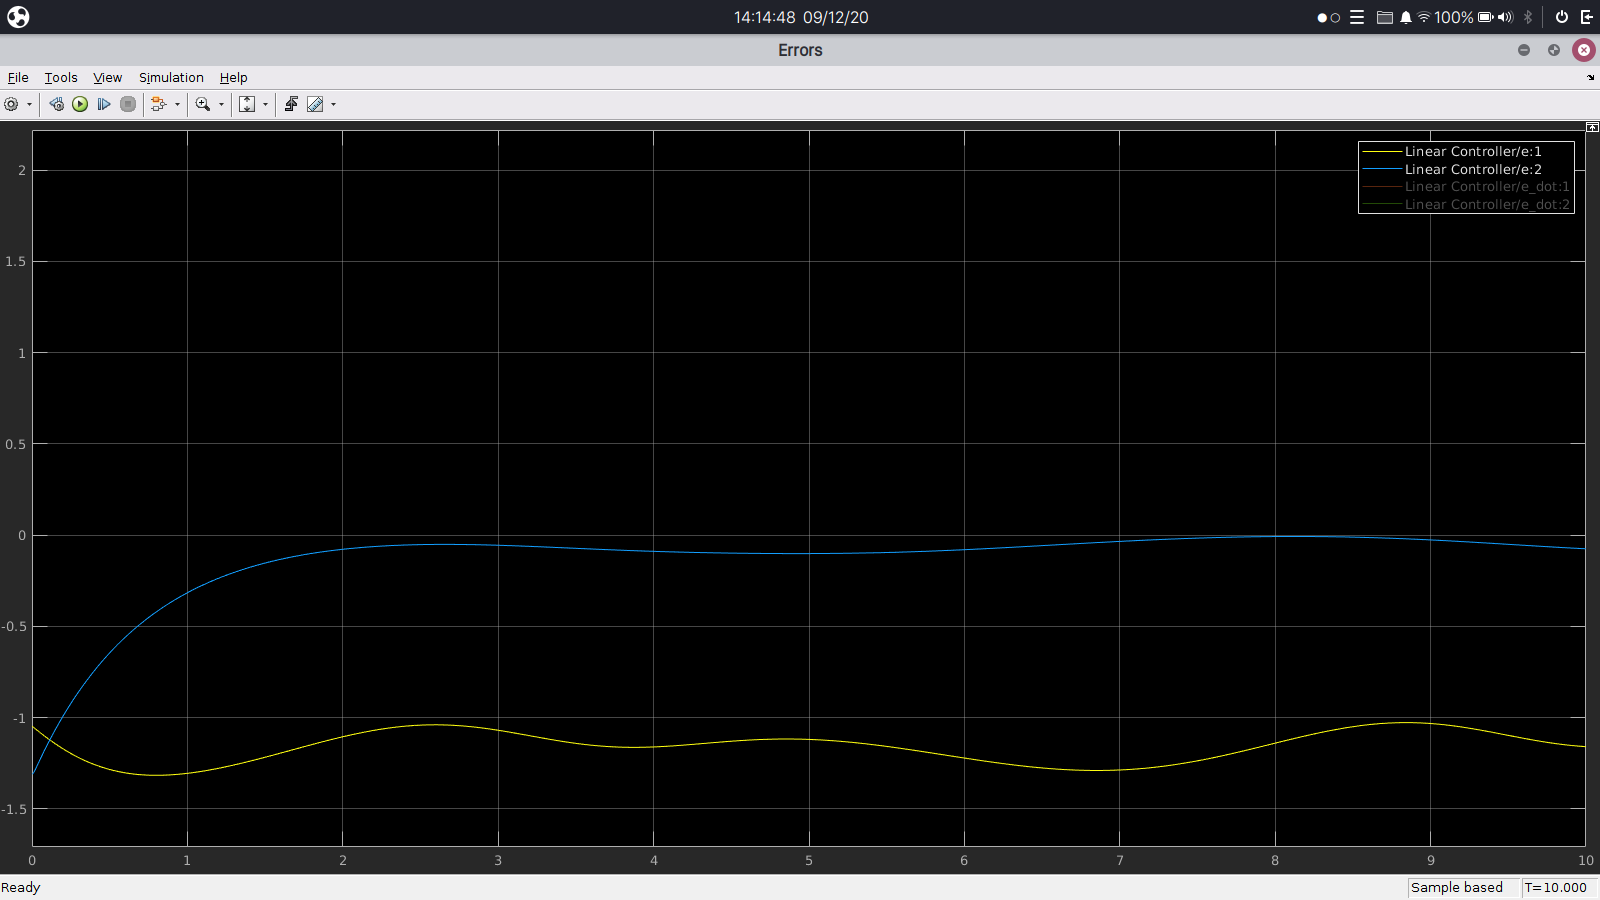 14:14:48 09/12/20
100%
Errors
File Tools View Simulation Help
Linear Controller/e:1
Linear Controller/e:2
Linear Controller/e_dot:1
Linear Controller/e_dot:2
2
1.5
1
0.5
0
-0.5
-1
-1.5
0 1 2 3 4 5 6 7 8 9 10
Ready
Sample based T=10.000